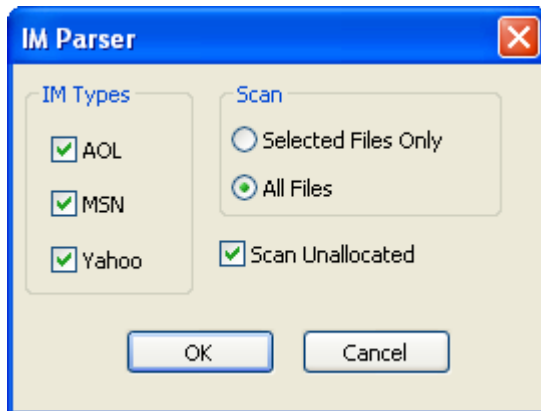 IM Parser
IM Types
AOL
MSN
Yahoo
Scan
Selected Files Only
All Files
Scan Unallocated
OK
Cancel